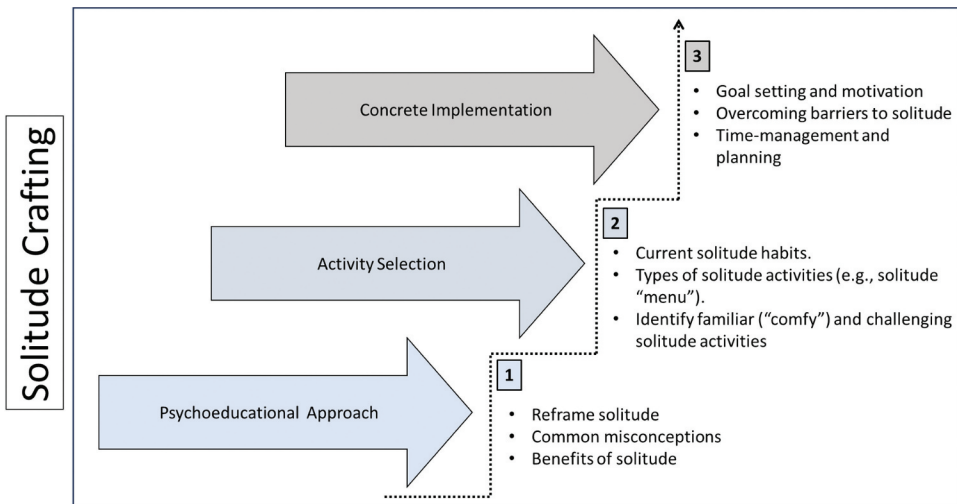 Solitude Crafting
Concrete Implementation
3
• Goal setting and motivation
• Overcoming barriers to solitude
• Time-management and
planning
Activity Selection
2
• Current solitude habits.
• Types of solitude activities (e.g., solitude
“menu”).
• Identify familiar (“comfy”) and challenging
solitude activities
Psychoeducational Approach
1
• Reframe solitude
• Common misconceptions
• Benefits of solitude